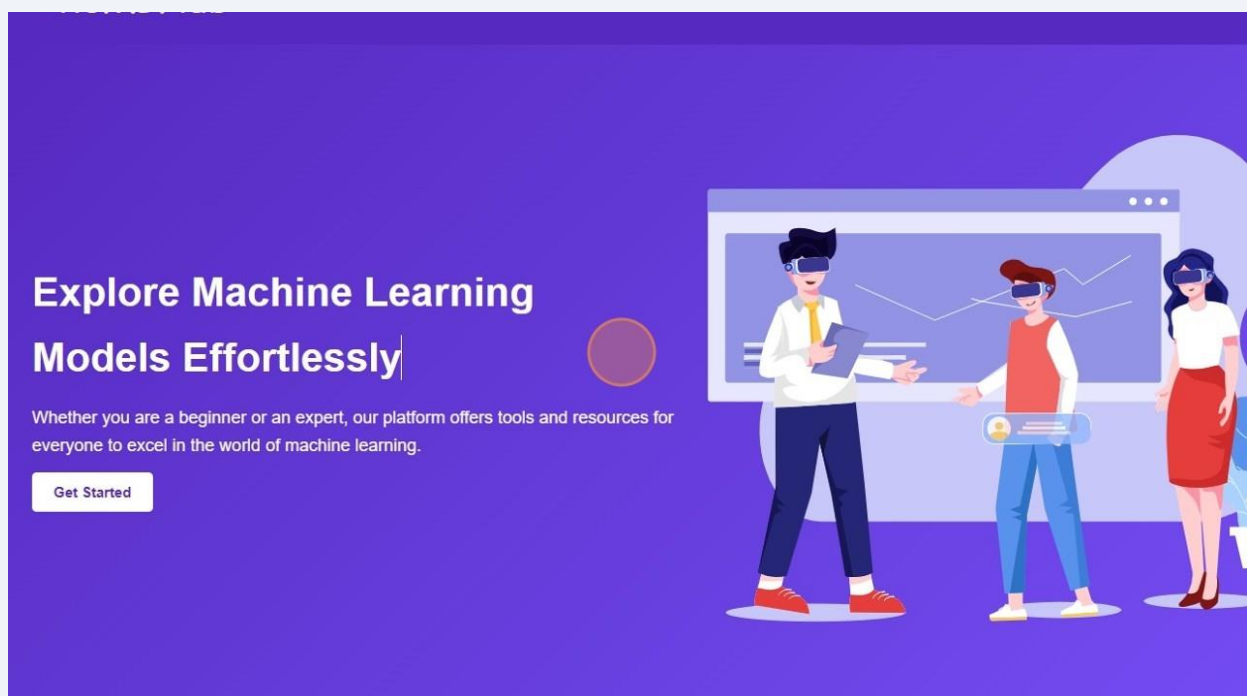 Explore Machine Learning
Models Effortlessly
Whether you are a beginner or an expert, our platform offers tools and resources for
everyone to excel in the world of machine learning.
Get Started